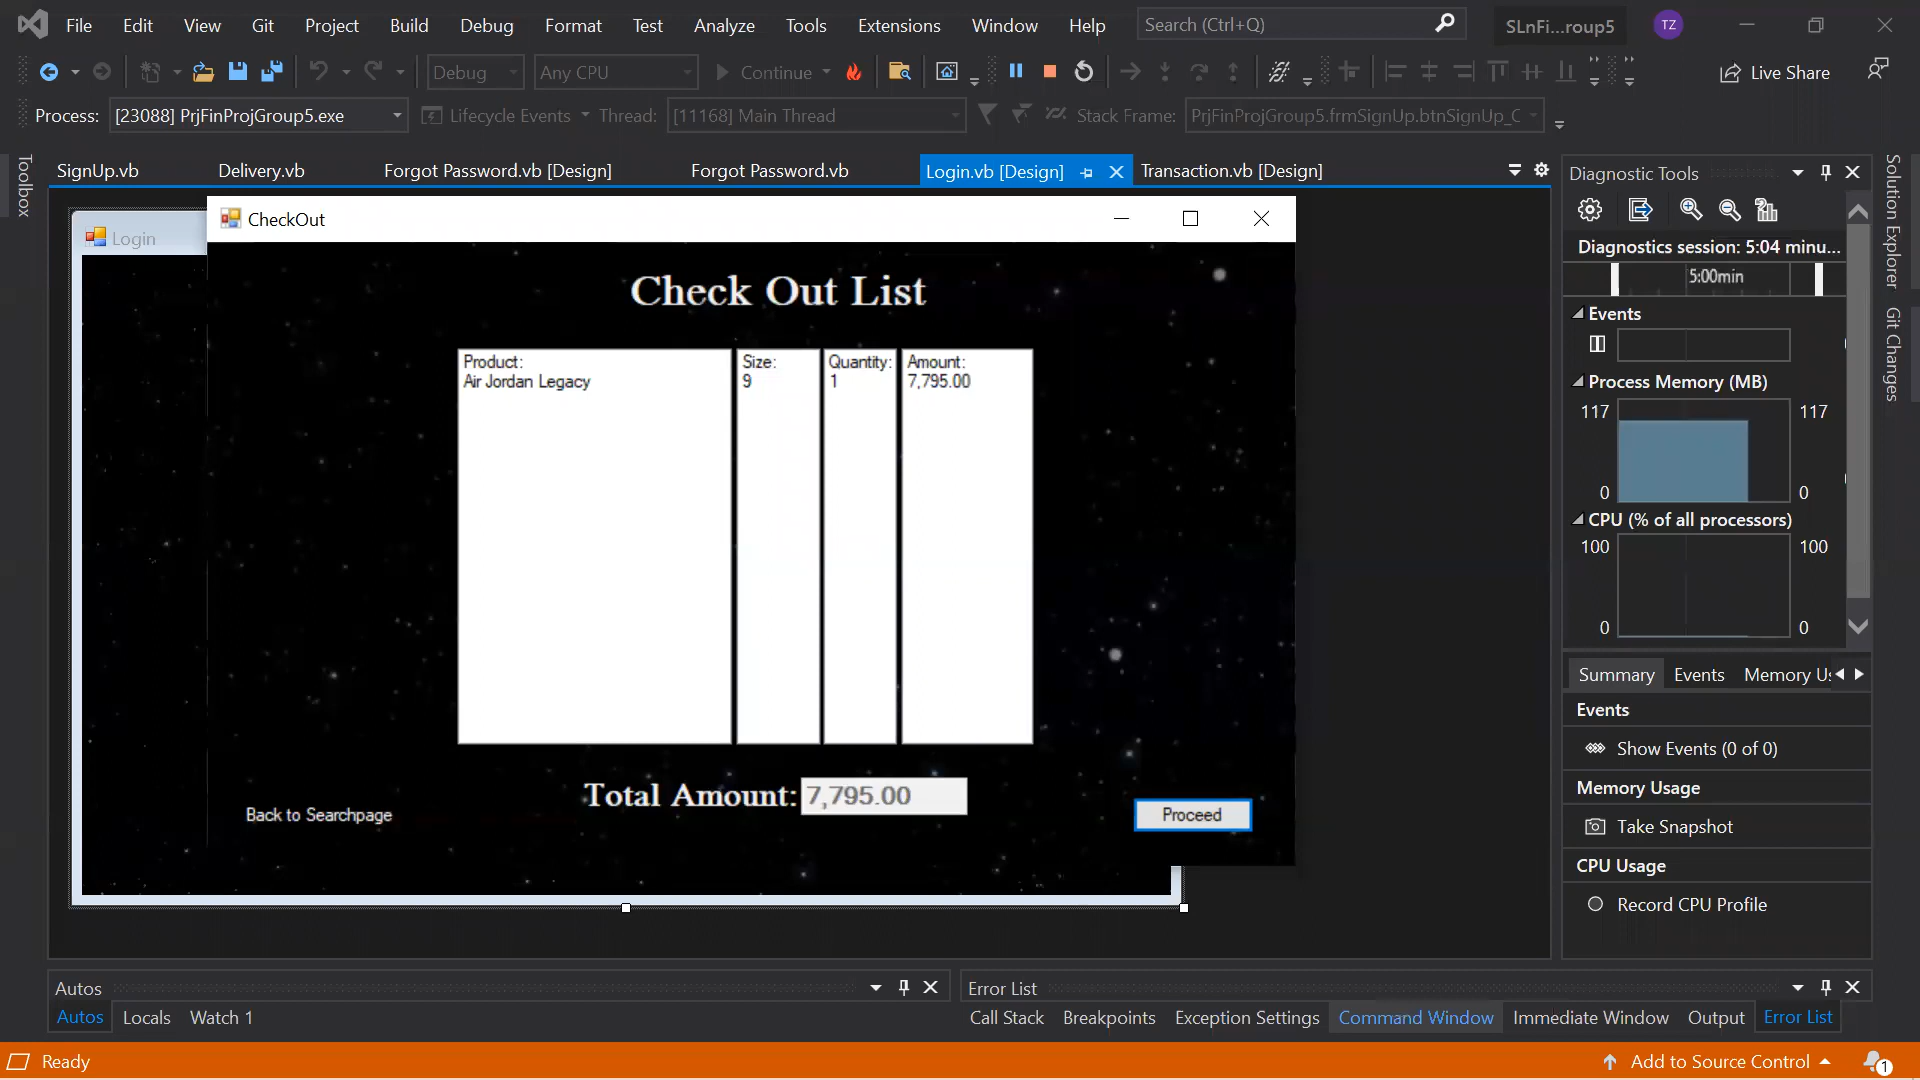 File Edit View Git Project Build Debug Format Test Analyze Tools Extensions Window Help Search (Ctrl+Q) SLnFi...roup5 TZ
Debug Any CPU Continue Live Share
Process: [23088] PrjFinProjGroup5.exe Lifecycle Events Thread: [11168] Main Thread Stack Frame: PrjFinProjGroup5.frmSignUp.btnSignUp_C
Toolbox
SignUp.vb Delivery.vb Forgot Password.vb [Design] Forgot Password.vb Login.vb [Design] Transaction.vb [Design]
Login
CheckOut
Check Out List
Product: Size: Quantity: Amount:
Air Jordan Legacy 9 1 7,795.00
Total Amount: 7,795.00
Back to Searchpage
Proceed
Diagnostic Tools
Diagnostics session: 5:04 minu...
5:00min
Events
Process Memory (MB)
117 117
0 0
CPU (% of all processors)
100 100
0 0
Summary Events Memory Us
Events
Show Events (0 of 0)
Memory Usage
Take Snapshot
CPU Usage
Record CPU Profile
Solution Explorer
Git Changes
Autos
Autos Locals Watch 1
Error List
Call Stack Breakpoints Exception Settings Command Window Immediate Window Output Error List
Ready
Add to Source Control 1